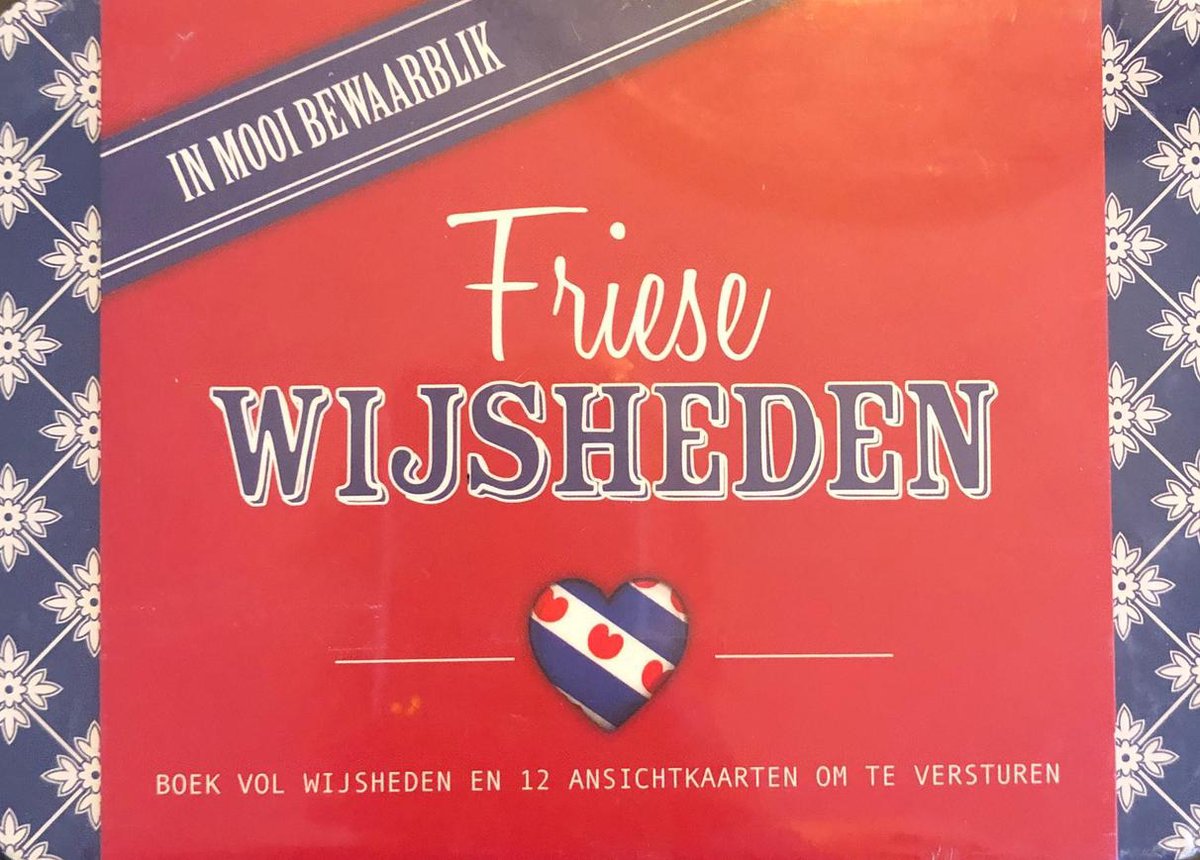 IN MOOI BEWAARBLIK
Friese
WIJSHEDEN
BOEK VOL WIJSHEDEN EN 12 ANSICHTKAARTEN OM TE VERSTUREN